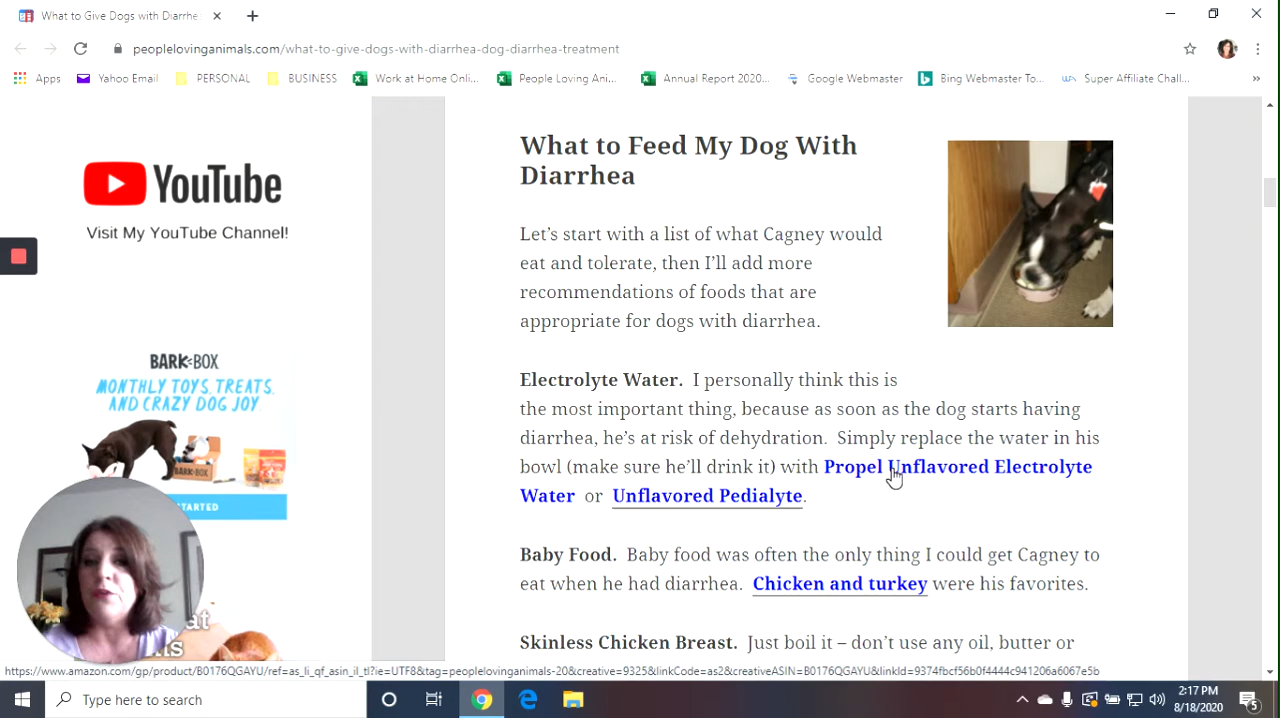 What to Give Dogs with Diarrhe
peoplelovinganimals.com/what-to-give-dogs-with-diarrhea-dog-diarrhea-treatment
Apps Yahoo Email PERSONAL BUSINESS Work at Home Onli... People Loving Ani... Annual Report 2020... Google Webmaster Bing Webmaster To... Super Affiliate Chall... »
YouTube
Visit My YouTube Channel!
BARK BOX
MONTHLY TOYS, TREATS,
AND CRAZY DOG JOY.
STARTED
What to Feed My Dog With
Diarrhea
Let's start with a list of what Cagney would
eat and tolerate, then I'll add more
recommendations of foods that are
appropriate for dogs with diarrhea.
Electrolyte Water. I personally think this is
the most important thing, because as soon as the dog starts having
diarrhea, he's at risk of dehydration. Simply replace the water in his
bowl (make sure he'll drink it) with Propel Unflavored Electrolyte
Water or Unflavored Pedialyte.
Baby Food. Baby food was often the only thing I could get Cagney to
eat when he had diarrhea. Chicken and turkey were his favorites.
Skinless Chicken Breast. Just boil it – don't use any oil, butter or
https://www.amazon.com/gp/product/B0176QGAYU/ref=as_li_qf_asin_il_tl?ie=UTF8&tag=peoplelovinganimals-20&creative=9325&linkCode=as2&creativeASIN=B0176QGAYU&linkId=9374fbcf56b0f4444c941206a6067e5b
Type here to search
2:17 PM
8/18/2020
5